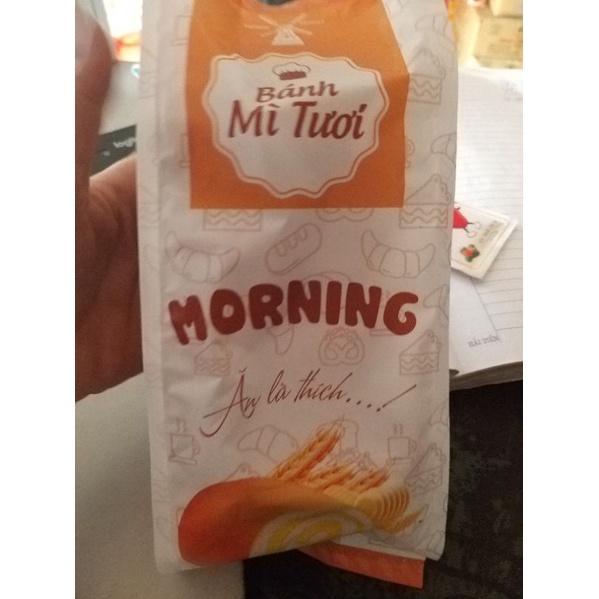 Bánh
Mì Tươi
MORNING
Ăn là thích...!